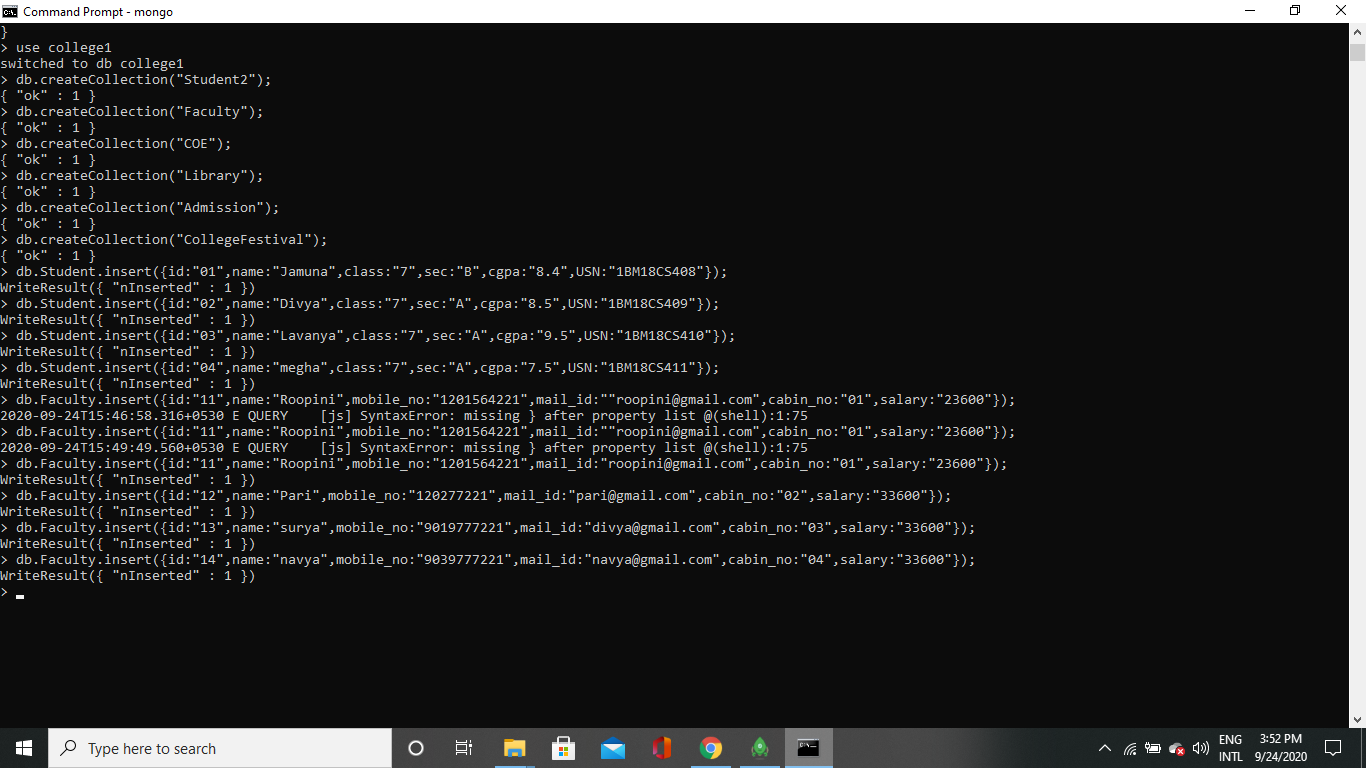 Command Prompt - mongo
}
> use college1
switched to db college1
> db.createCollection("Student2");
{ "ok" : 1 }
> db.createCollection("Faculty");
{ "ok" : 1 }
> db.createCollection("COE");
{ "ok" : 1 }
> db.createCollection("Library");
{ "ok" : 1 }
> db.createCollection("Admission");
{ "ok" : 1 }
> db.createCollection("CollegeFestival");
{ "ok" : 1 }
> db.Student.insert({id:"01",name:"Jamuna",class:"7",sec:"B",cgpa:"8.4",USN:"1BM18CS408"});
WriteResult({ "nInserted" : 1 })
> db.Student.insert({id:"02",name:"Divya",class:"7",sec:"A",cgpa:"8.5",USN:"1BM18CS409"});
WriteResult({ "nInserted" : 1 })
> db.Student.insert({id:"03",name:"Lavanya",class:"7",sec:"A",cgpa:"9.5",USN:"1BM18CS410"});
WriteResult({ "nInserted" : 1 })
> db.Student.insert({id:"04",name:"megha",class:"7",sec:"A",cgpa:"7.5",USN:"1BM18CS411"});
WriteResult({ "nInserted" : 1 })
> db.Faculty.insert({id:"11",name:"Roopini",mobile_no:"1201564221",mail_id:""roopini@gmail.com",cabin_no:"01",salary:"23600"});
2020-09-24T15:46:58.316+0530 E QUERY    [js] SyntaxError: missing } after property list @(shell):1:75
> db.Faculty.insert({id:"11",name:"Roopini",mobile_no:"1201564221",mail_id:""roopini@gmail.com",cabin_no:"01",salary:"23600"});
2020-09-24T15:49:49.560+0530 E QUERY    [js] SyntaxError: missing } after property list @(shell):1:75
> db.Faculty.insert({id:"11",name:"Roopini",mobile_no:"1201564221",mail_id:"roopini@gmail.com",cabin_no:"01",salary:"23600"});
WriteResult({ "nInserted" : 1 })
> db.Faculty.insert({id:"12",name:"Pari",mobile_no:"120277221",mail_id:"pari@gmail.com",cabin_no:"02",salary:"33600"});
WriteResult({ "nInserted" : 1 })
> db.Faculty.insert({id:"13",name:"surya",mobile_no:"9019777221",mail_id:"divya@gmail.com",cabin_no:"03",salary:"33600"});
WriteResult({ "nInserted" : 1 })
> db.Faculty.insert({id:"14",name:"navya",mobile_no:"9039777221",mail_id:"navya@gmail.com",cabin_no:"04",salary:"33600"});
WriteResult({ "nInserted" : 1 })
>
Type here to search
ENG
INTL
3:52 PM
9/24/2020